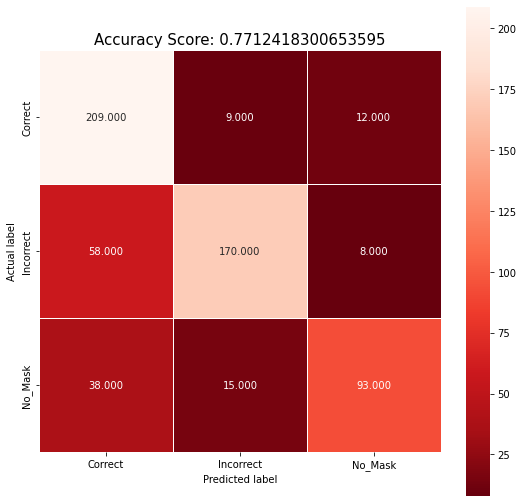 Accuracy Score: 0.7712418300653595
Correct
209.000
9.000
12.000
Actual label
Incorrect
58.000
170.000
8.000
No_Mask
38.000
15.000
93.000
Correct
Incorrect
No_Mask
Predicted label
200
175
150
125
100
75
50
25